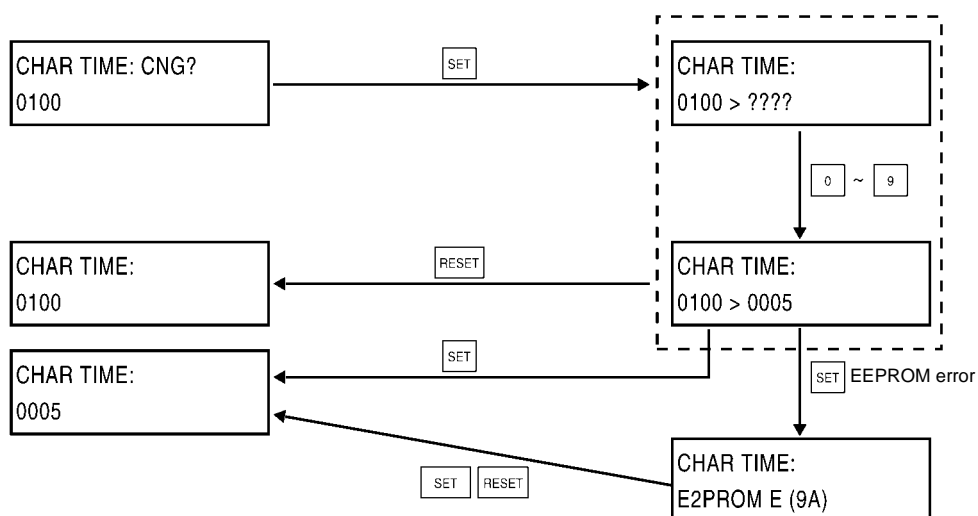 CHAR TIME: CNG?
0100
SET
CHAR TIME:
0100 > ????
0 ~ 9
CHAR TIME:
0100
RESET
CHAR TIME:
0100 > 0005
CHAR TIME:
0005
SET
SET EEPROM error
SET RESET
CHAR TIME:
E2PROM E (9A)